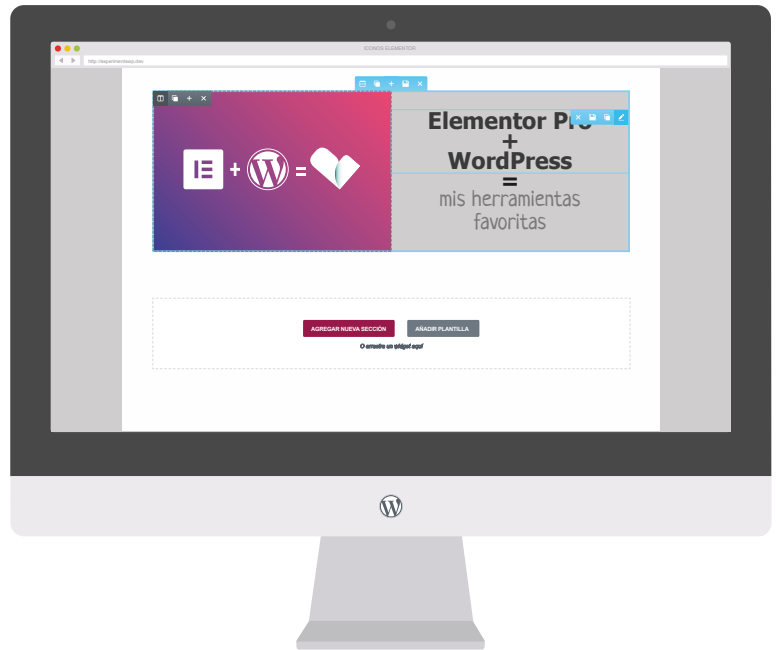 ICONOS ELEMENTOR
http://experimentawp.dev
Elementor Pro
+
WordPress
=
mis herramientas
favoritas
+ =
AGREGAR NUEVA SECCIÓN
AÑADIR PLANTILLA
O arrastra un widget aquí